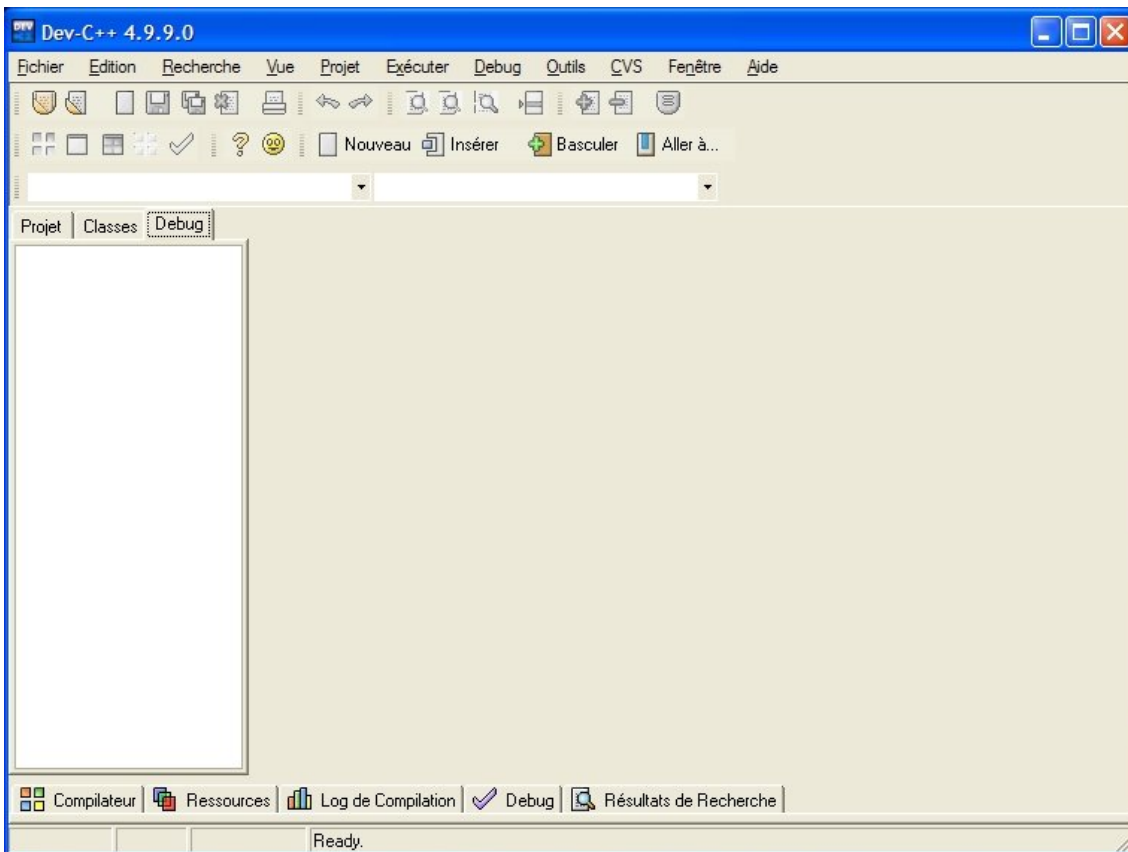 Dev-C++ 4.9.9.0
Fichier Edition Recherche Vue Projet Exécuter Debug Outils CVS Fenêtre Aide
Nouveau Insérer Basculer Aller à...
Projet Classes Debug
Compilateur Ressources Log de Compilation Debug Résultats de Recherche
Ready.